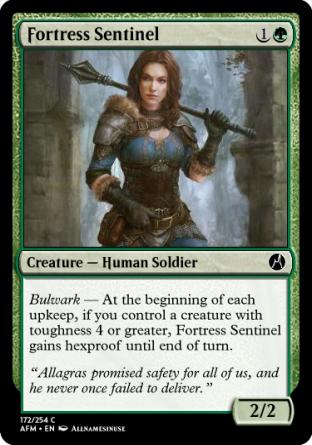 Fortress Sentinel 1
Creature — Human Soldier
Bulwark — At the beginning of each
upkeep, if you control a creature with
toughness 4 or greater, Fortress Sentinel
gains hexproof until end of turn.
“Allagras promised safety for all of us, and
he never once failed to deliver.”
2/2
172/254 C
AFM • EN Allnamesinuse